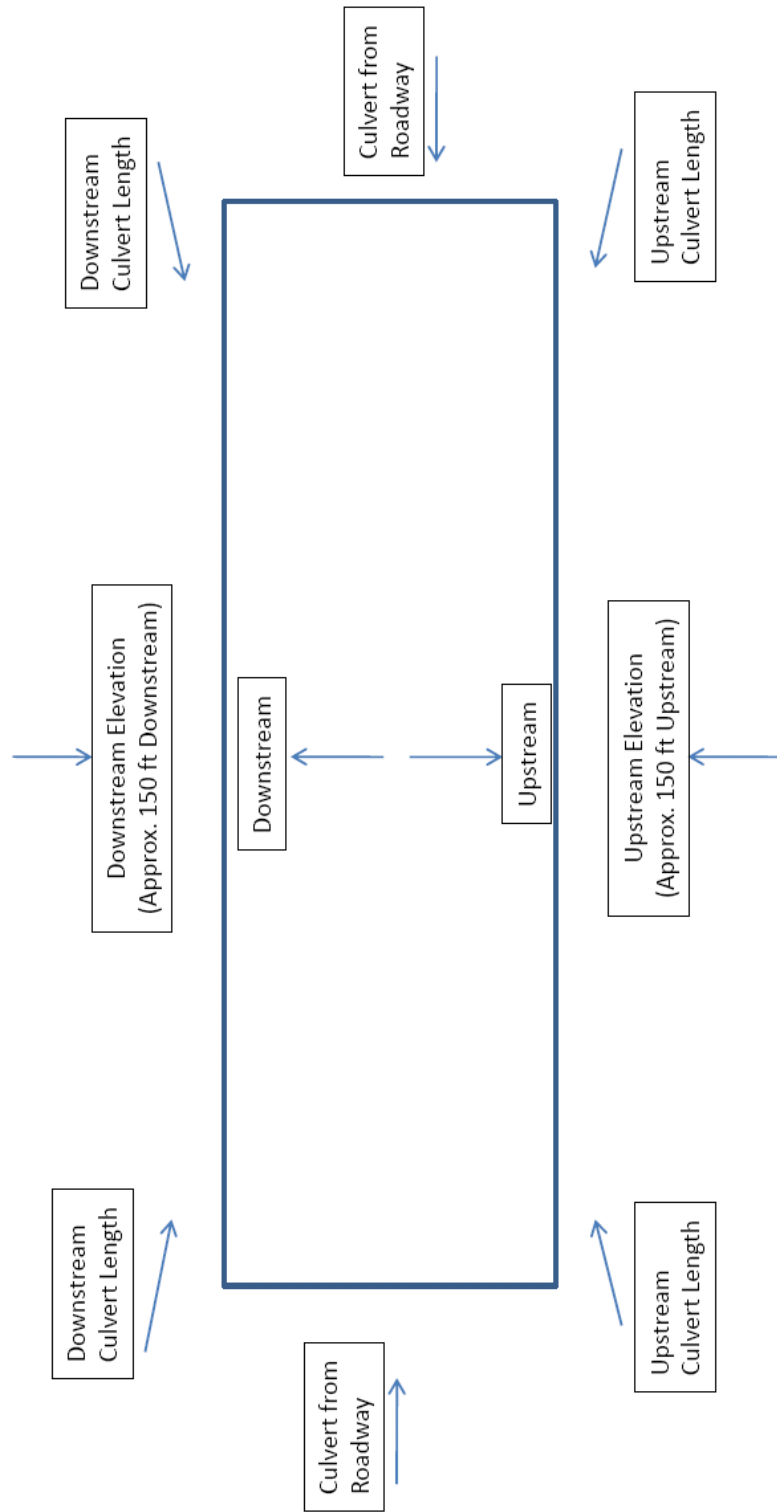 Downstream
Culvert Length
Downstream Elevation
(Approx. 150 ft Downstream)
Downstream
Culvert Length
Downstream
Culvert from
Roadway
Culvert from
Roadway
Upstream
Upstream
Culvert Length
Upstream Elevation
(Approx. 150 ft Upstream)
Upstream
Culvert Length